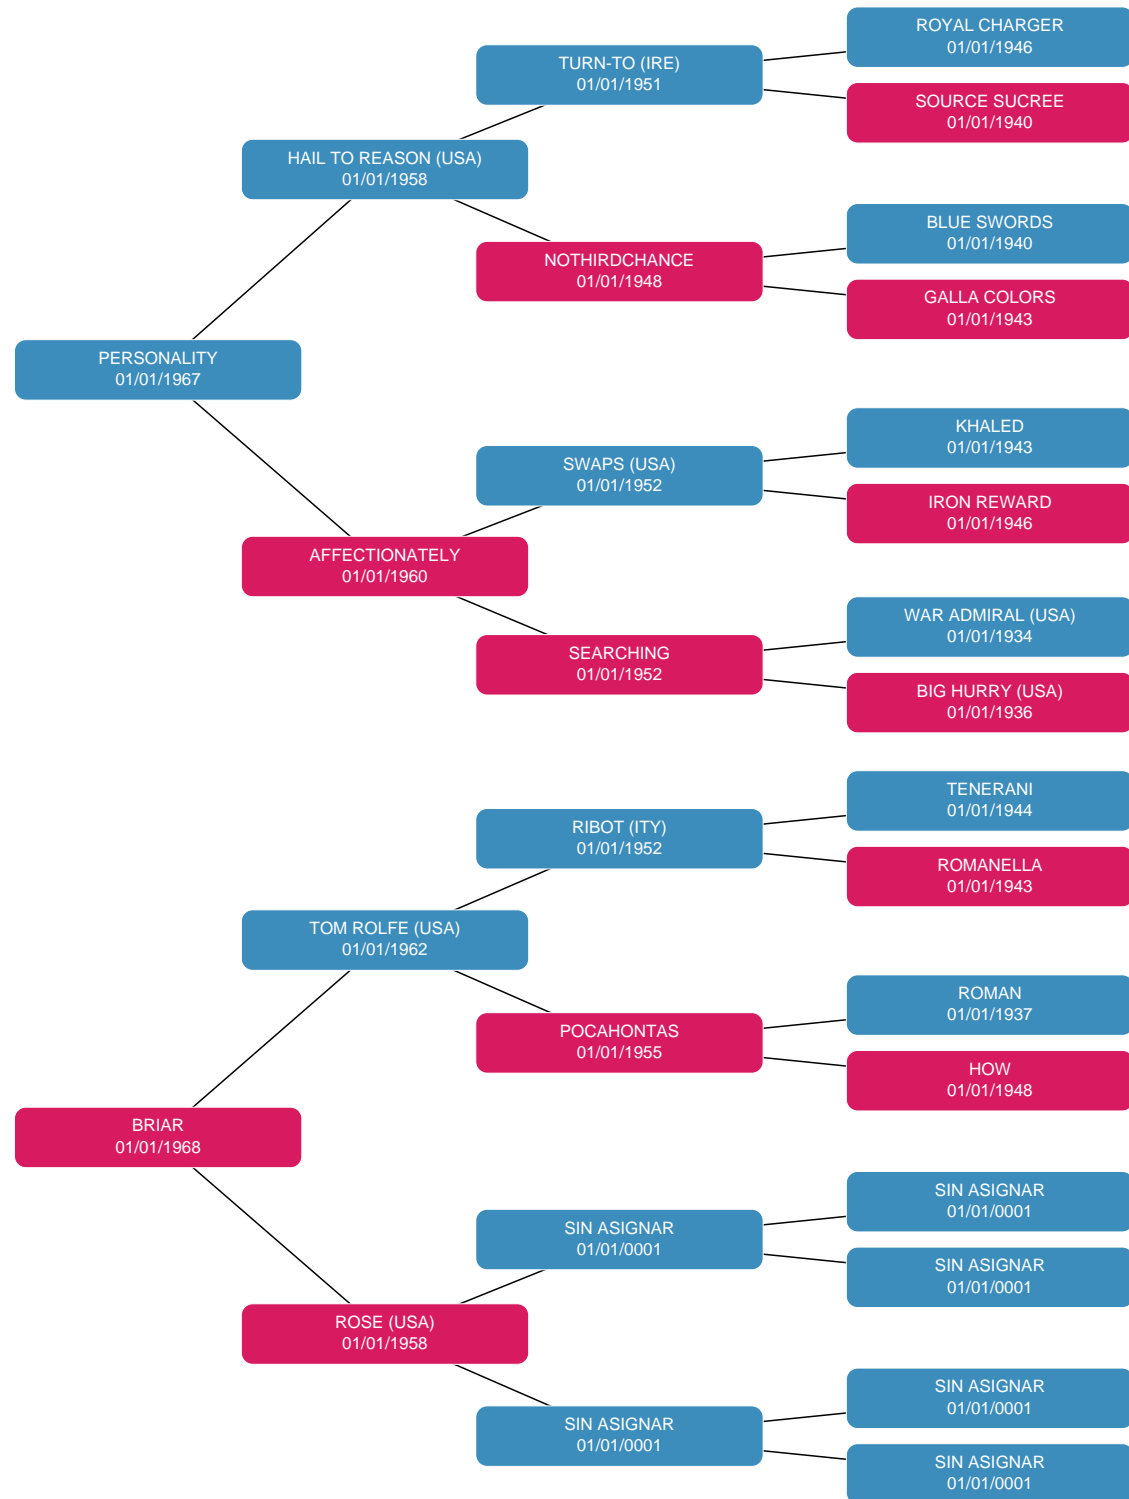 ROYAL CHARGER
01/01/1946
TURN-TO (IRE)
01/01/1951
SOURCE SUCREE
01/01/1940
HAIL TO REASON (USA)
01/01/1958
BLUE SWORDS
01/01/1940
NOTHIRDCHANCE
01/01/1948
GALLA COLORS
01/01/1943
PERSONALITY
01/01/1967
KHALED
01/01/1943
SWAPS (USA)
01/01/1952
IRON REWARD
01/01/1946
AFFECTIONATELY
01/01/1960
WAR ADMIRAL (USA)
01/01/1934
SEARCHING
01/01/1952
BIG HURRY (USA)
01/01/1936
TENERANI
01/01/1944
RIBOT (ITY)
01/01/1952
ROMANELLA
01/01/1943
TOM ROLFE (USA)
01/01/1962
ROMAN
01/01/1937
POCAHONTAS
01/01/1955
HOW
01/01/1948
BRIAR
01/01/1968
SIN ASIGNAR
01/01/0001
SIN ASIGNAR
01/01/0001
SIN ASIGNAR
01/01/0001
ROSE (USA)
01/01/1958
SIN ASIGNAR
01/01/0001
SIN ASIGNAR
01/01/0001
SIN ASIGNAR
01/01/0001